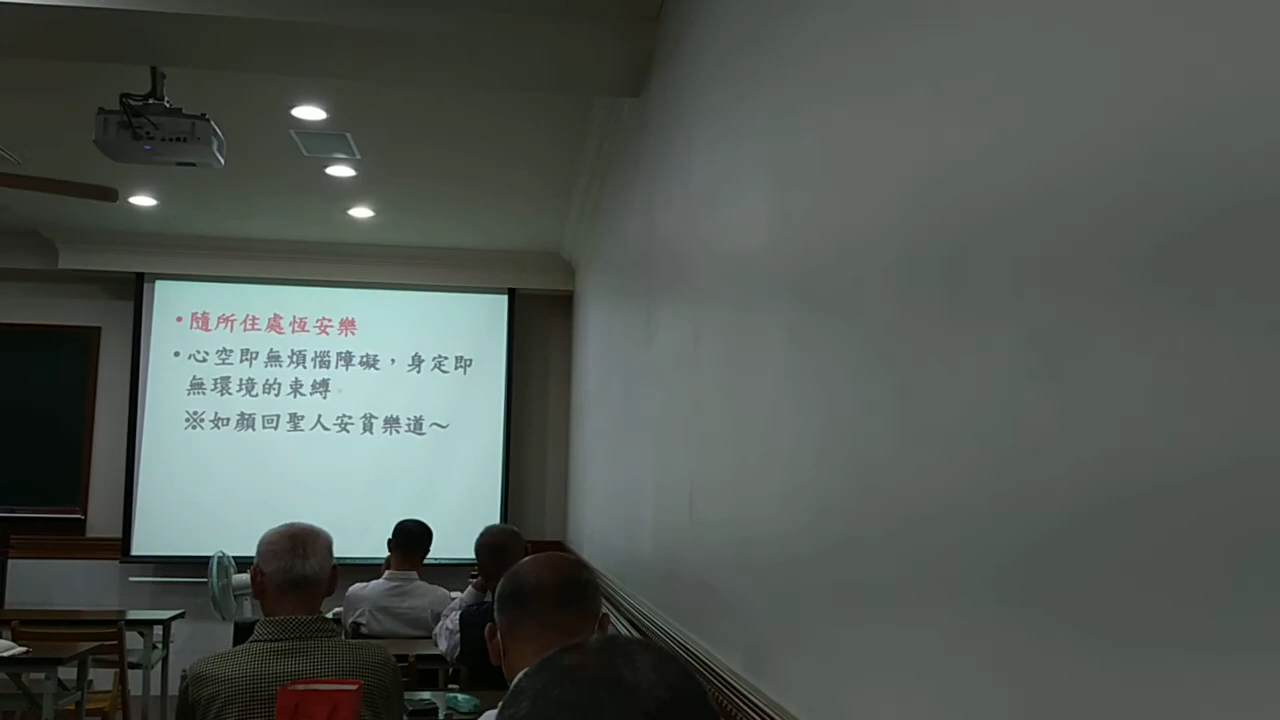 •隨所住處恆安樂
•心空即無煩惱障礙，身定即
無環境的束縛。
※如顏回聖人安貧樂道～